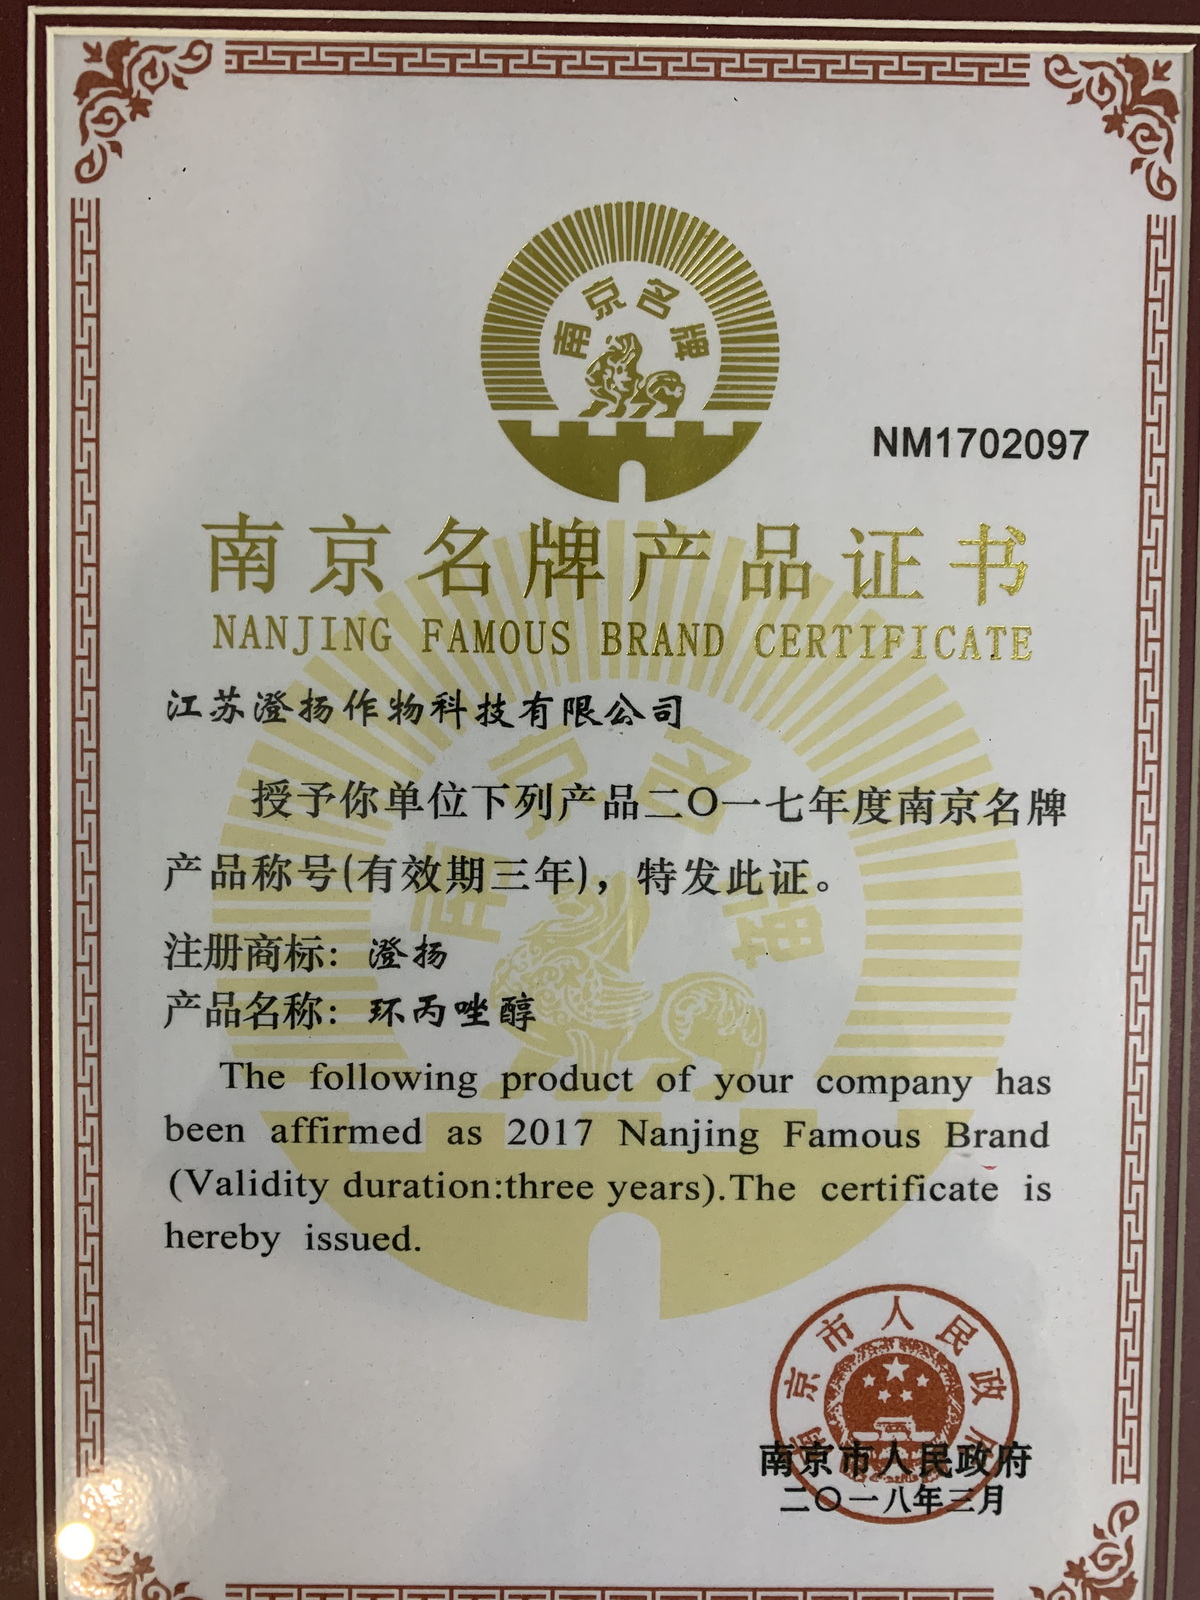 南京名牌
NM1702097
南京名牌产品证书
NANJING FAMOUS BRAND CERTIFICATE
江苏澄扬作物科技有限公司
授予你单位下列产品二〇一七年度南京名牌
产品称号(有效期三年)，特发此证。
注册商标：澄扬
产品名称：环丙唑醇
The following product of your company has
been affirmed as 2017 Nanjing Famous Brand
(Validity duration:three years).The certificate is
hereby issued.
南京市人民政府
南京市人民政府
二〇一八年三月
南京名牌